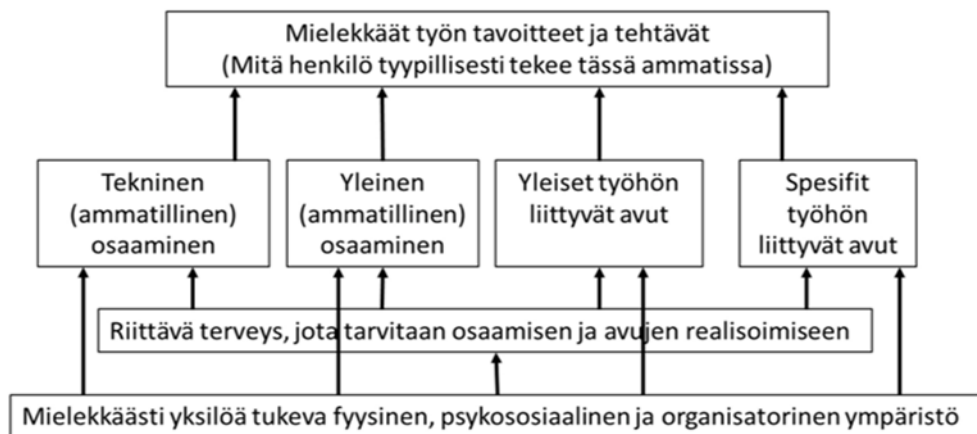 Mielekkäät työn tavoitteet ja tehtävät
(Mitä henkilö tyypillisesti tekee tässä ammatissa)
Tekninen
(ammatillinen)
osaaminen
Yleinen
(ammatillinen)
osaaminen
Yleiset työhön
liittyvät avut
Spesifit
työhön
liittyvät avut
Riittävä terveys, jota tarvitaan osaamisen ja avujen realisoimiseen
Mielekkäästi yksilöä tukeva fyysinen, psykososiaalinen ja organisatorinen ympäristö